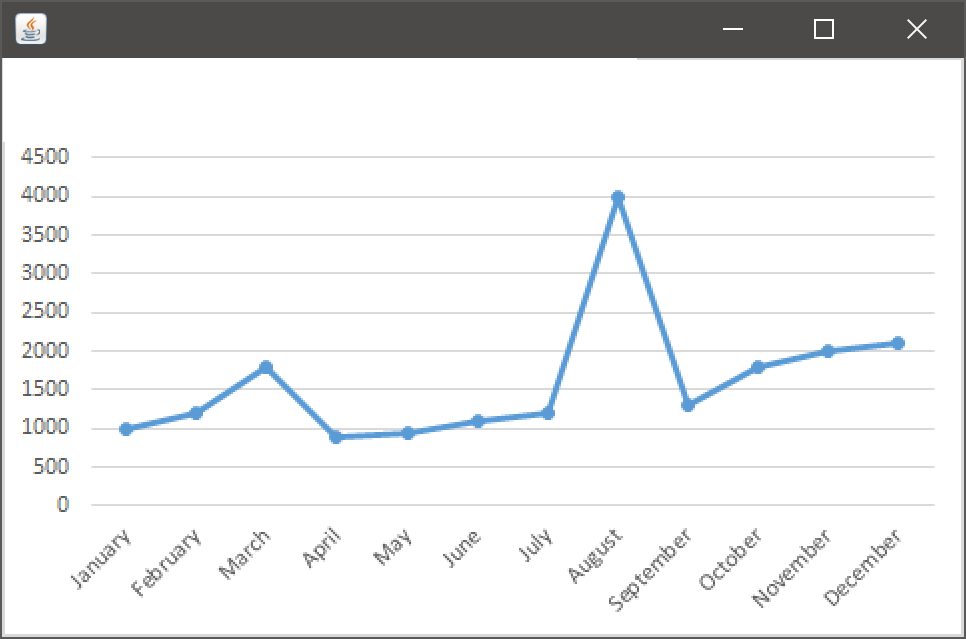 4500
4000
3500
3000
2500
2000
1500
1000
500
0
January
February
March
April
May
June
July
August
September
October
November
December